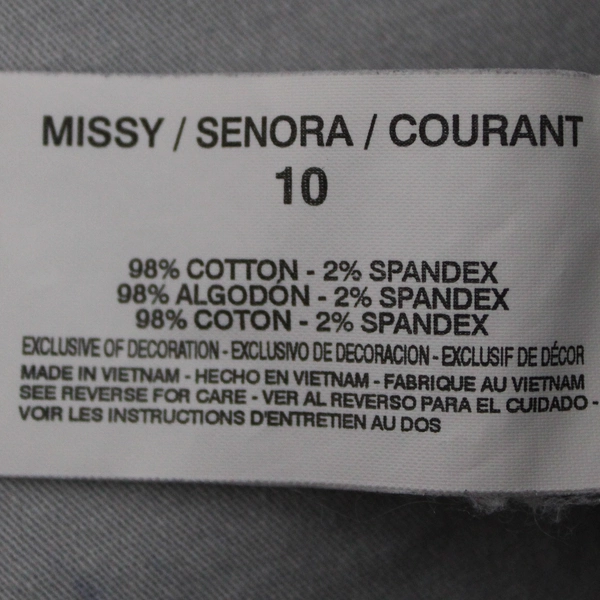 MISSY / SENORA / COURANT
10
98% COTTON - 2% SPANDEX
98% ALGODÓN - 2% SPANDEX
98% COTON - 2% SPANDEX
EXCLUSIVE OF DECORATION - EXCLUSIVO DE DECORACION - EXCLUSIF DE DÉCOR
MADE IN VIETNAM - HECHO EN VIETNAM - FABRIQUE AU VIETNAM
SEE REVERSE FOR CARE - VER AL REVERSO PARA EL CUIDADO -
VOIR LES INSTRUCTIONS D'ENTRETIEN AU DOS